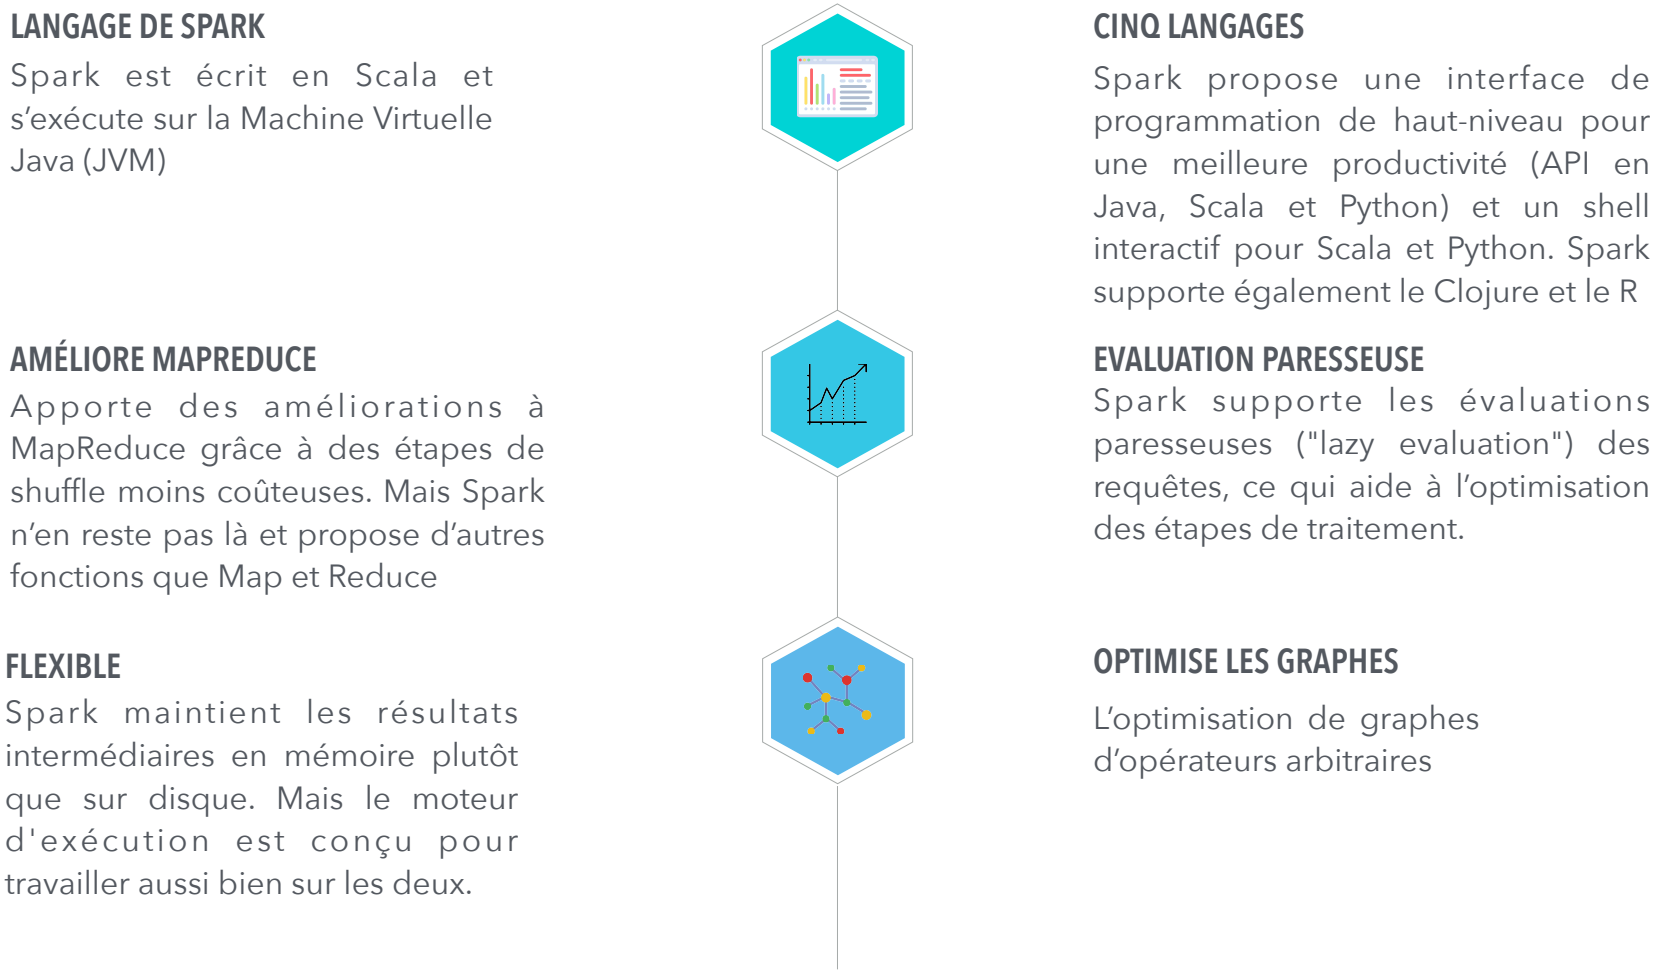 LANGAGE DE SPARK
Spark est écrit en Scala et
s’exécute sur la Machine Virtuelle
Java (JVM)
CINQ LANGAGES
Spark propose une interface de
programmation de haut-niveau pour
une meilleure productivité (API en
Java, Scala et Python) et un shell
interactif pour Scala et Python. Spark
supporte également le Clojure et le R
AMÉLIORE MAPREDUCE
Apporte des améliorations à
MapReduce grâce à des étapes de
shuffle moins coûteuses. Mais Spark
n’en reste pas là et propose d’autres
fonctions que Map et Reduce
EVALUATION PARESSEUSE
Spark supporte les évaluations
paresseuses ("lazy evaluation") des
requêtes, ce qui aide à l’optimisation
des étapes de traitement.
FLEXIBLE
Spark maintient les résultats
intermédiaires en mémoire plutôt
que sur disque. Mais le moteur
d'exécution est conçu pour
travailler aussi bien sur les deux.
OPTIMISE LES GRAPHES
L’optimisation de graphes
d’opérateurs arbitraires